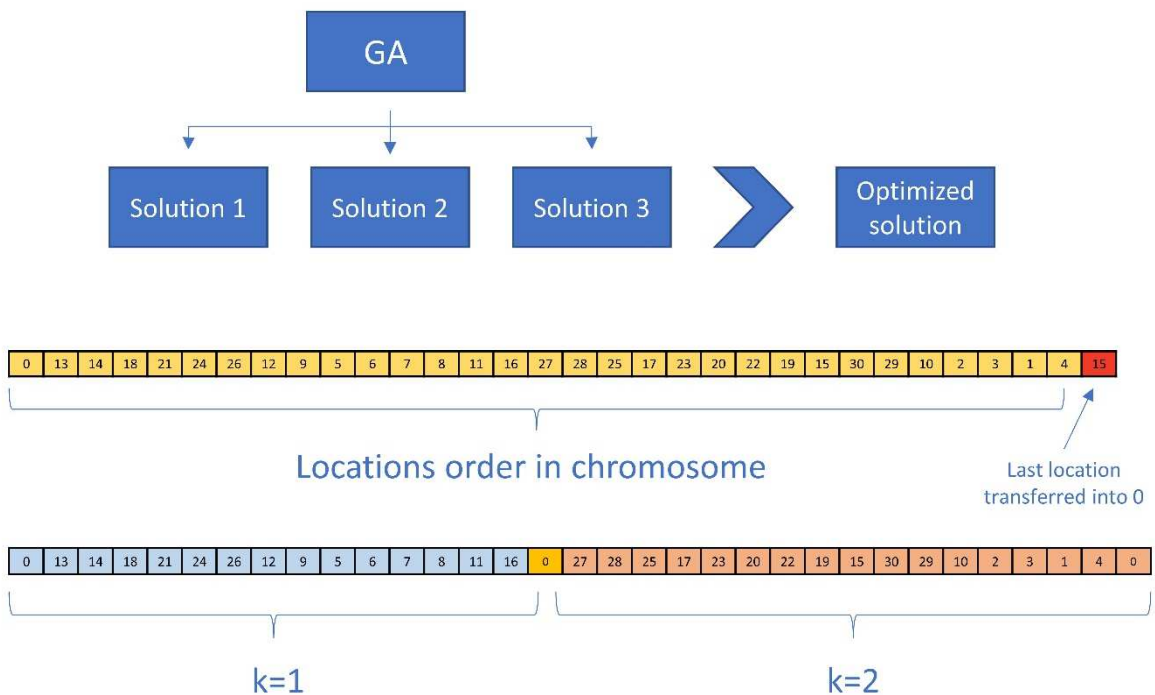 GA
Solution 1 Solution 2 Solution 3 Optimized
solution
0 13 14 18 21 24 26 12 9 5 6 7 8 11 16 27 28 25 17 23 20 22 19 15 30 29 10 2 3 1 4 15
Locations order in chromosome
Last location
transferred into 0
0 13 14 18 21 24 26 12 9 5 6 7 8 11 16 0 27 28 25 17 23 20 22 19 15 30 29 10 2 3 1 4 0
k=1 k=2